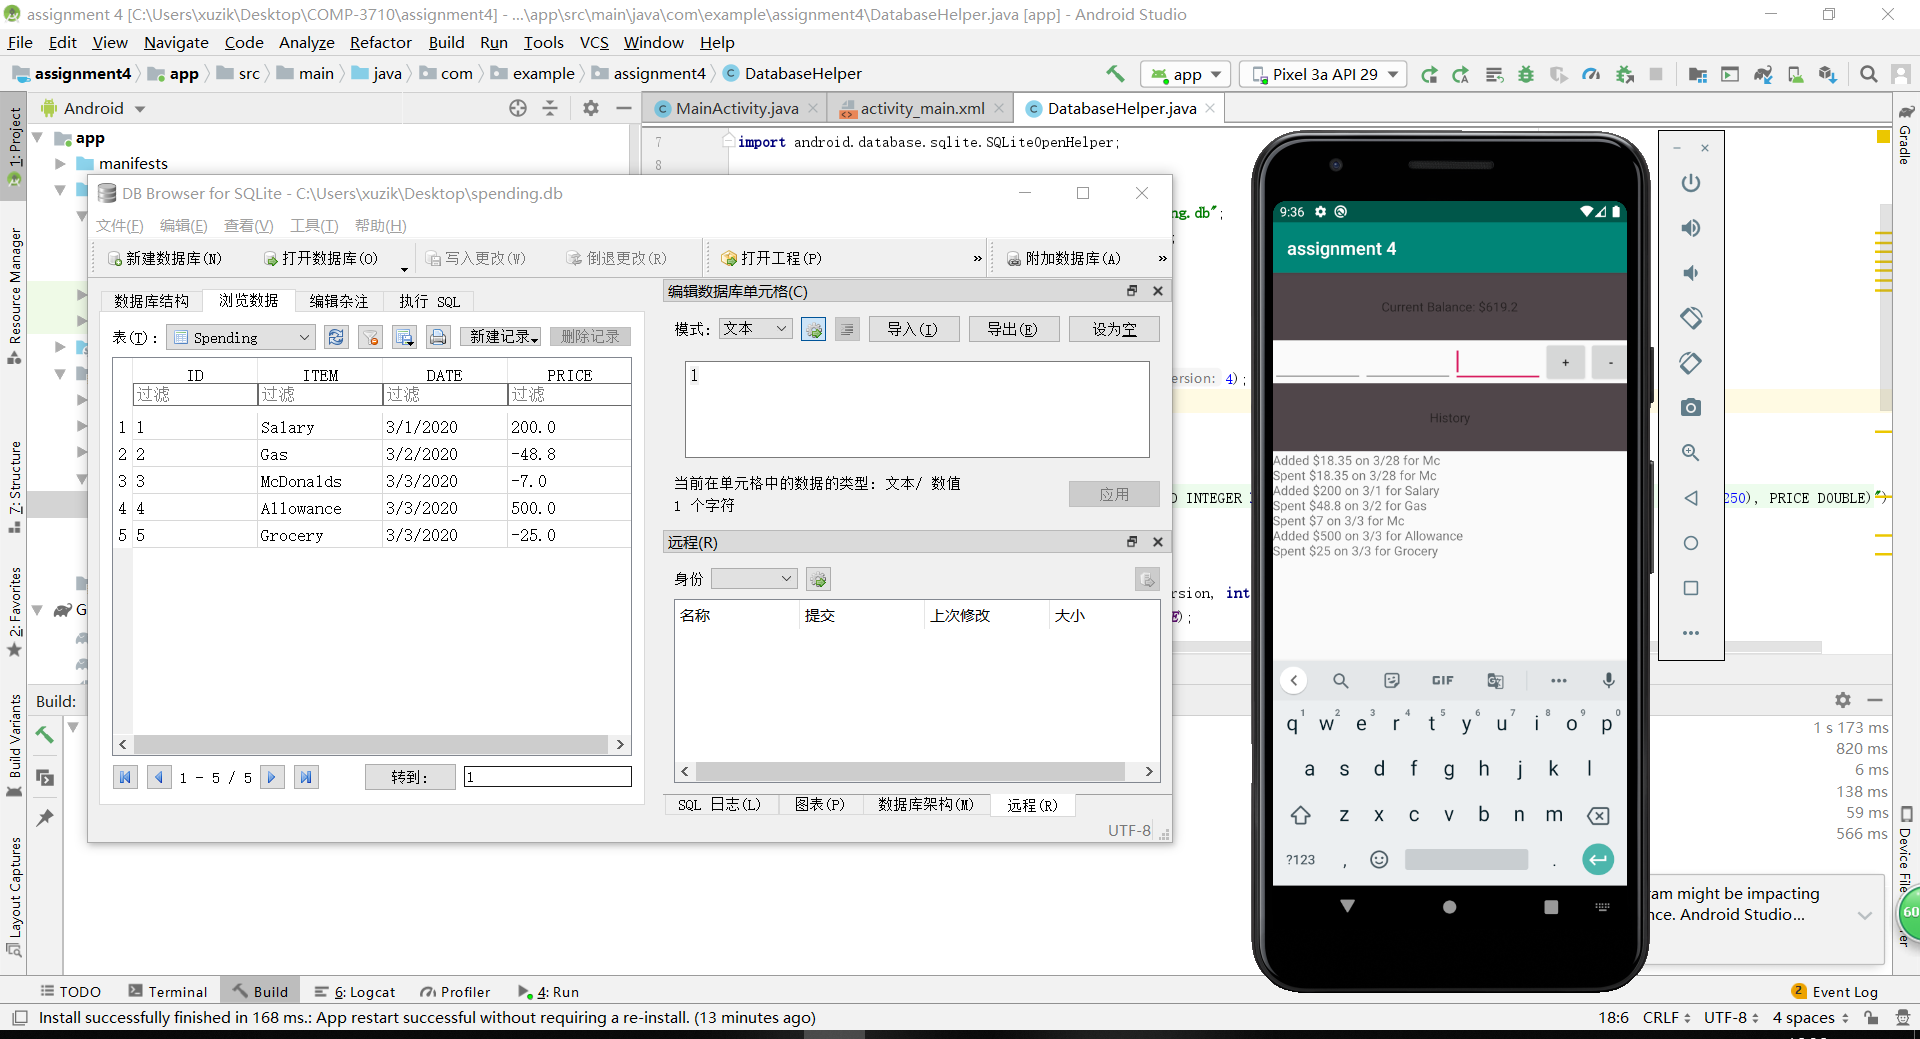 assignment 4 [C:\Users\xuzik\Desktop\COMP-3710\assignment4] - ...\app\src\main\java\com\example\assignment4\DatabaseHelper.java [app] - Android Studio
File Edit View Navigate Code Analyze Refactor Build Run Tools VCS Window Help
assignment4 app src main java com example assignment4 DatabaseHelper app Pixel 3a API 29
Android MainActivity.java activity_main.xml DatabaseHelper.java
1: Project
Resource Manager
7: Structure
2: Favorites
Build Variants
Layout Captures
Gradle
app
manifests
7 import android.database.sqlite.SQLiteOpenHelper;
8
ng.db";
ersion: 4);
D INTEGER
250), PRICE DOUBLE)")
rsion, int
);
DB Browser for SQLite - C:\Users\xuzik\Desktop\spending.db
文件(F) 编辑(E) 查看(V) 工具(T) 帮助(H)
新建数据库(N) 打开数据库(O) 写入更改(W) 倒退更改(R) 打开工程(P) » 附加数据库(A) »
数据库结构 浏览数据 编辑杂注 执行 SQL
表(T): Spending 新建记录 删除记录
ID ITEM DATE PRICE
过滤 过滤 过滤 过滤
1 1 Salary 3/1/2020 200.0
2 2 Gas 3/2/2020 -48.8
3 3 McDonalds 3/3/2020 -7.0
4 4 Allowance 3/3/2020 500.0
5 5 Grocery 3/3/2020 -25.0
1 - 5 / 5 转到: 1
编辑数据库单元格(C)
模式: 文本 导入(I) 导出(E) 设为空
1
当前在单元格中的数据的类型: 文本/ 数值
1 个字符
应用
远程(R)
身份
名称 提交 上次修改 大小
SQL 日志(L) 图表(P) 数据库架构(M) 远程(R)
UTF-8
9:36
assignment 4
Current Balance: $619.2
+ -
History
Added $18.35 on 3/28 for Mc
Spent $18.35 on 3/28 for Mc
Added $200 on 3/1 for Salary
Spent $48.8 on 3/2 for Gas
Spent $7 on 3/3 for Mc
Added $500 on 3/3 for Allowance
Spent $25 on 3/3 for Grocery
GIF
q1 w2 e3 r4 t5 y6 u7 i8 o9 p0
a s d f g h j k l
z x c v b n m
?123 , .
G
Build:
1 s 173 ms
820 ms
6 ms
138 ms
59 ms
566 ms
Device File
er
ram might be impacting
nce. Android Studio...
60
TODO Terminal Build 6: Logcat Profiler 4: Run 2 Event Log
Install successfully finished in 168 ms.: App restart successful without requiring a re-install. (13 minutes ago) 18:6 CRLF UTF-8 4 spaces